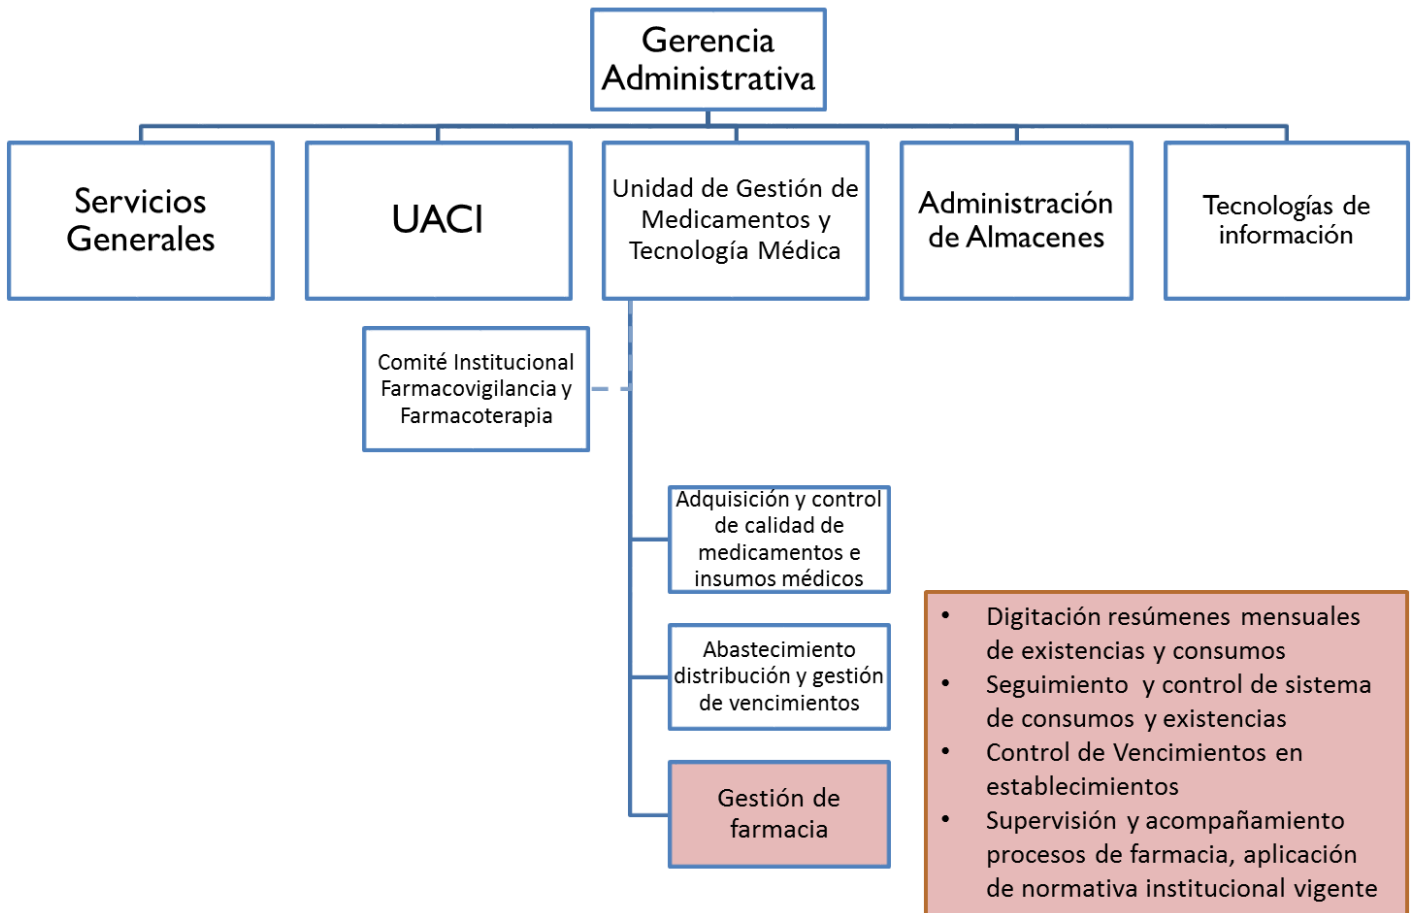 Gerencia
Administrativa
Servicios
Generales
UACI
Unidad de Gestión de
Medicamentos y
Tecnología Médica
Administración
de Almacenes
Tecnologías de
información
Comité Institucional
Farmacovigilancia y
Farmacoterapia
Adquisición y control
de calidad de
medicamentos e
insumos médicos
Abastecimiento
distribución y gestión
de vencimientos
Gestión de
farmacia
• Digitación resúmenes mensuales
de existencias y consumos
• Seguimiento y control de sistema
de consumos y existencias
• Control de Vencimientos en
establecimientos
• Supervisión y acompañamiento
procesos de farmacia, aplicación
de normativa institucional vigente